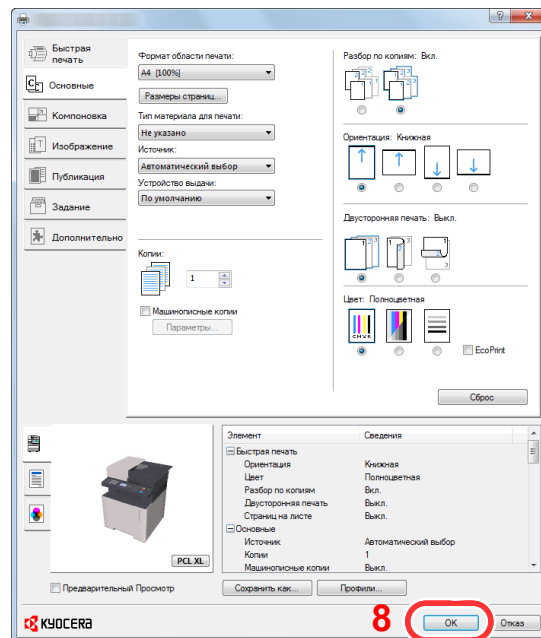 Быстрая печать
Основные
Компоновка
Изображение
Публикация
Задание
Дополнительно
Формат области печати:
A4 [100%]
Размеры страниц...
Тип материала для печати:
Не указано
Источник:
Автоматический выбор
Устройство выдачи:
По умолчанию
Копии:
1
Машинописные копии
Параметры...
Разбор по копиям: Вкл.
Ориентация: Книжная
Двусторонняя печать: Выкл.
Цвет: Полноцветная
CMYK
EcoPrint
Сброс
PCL XL
Предварительный Просмотр
Элемент Сведения
Быстрая печать
Ориентация Книжная
Цвет Полноцветная
Разбор по копиям Вкл.
Двусторонняя печать Выкл.
Страниц на листе Выкл.
Основные
Источник Автоматический выбор
Копии 1
Машинописные копии Выкл.
Сохранить как... Профили...
KYOCERA
8
OK
Отказ